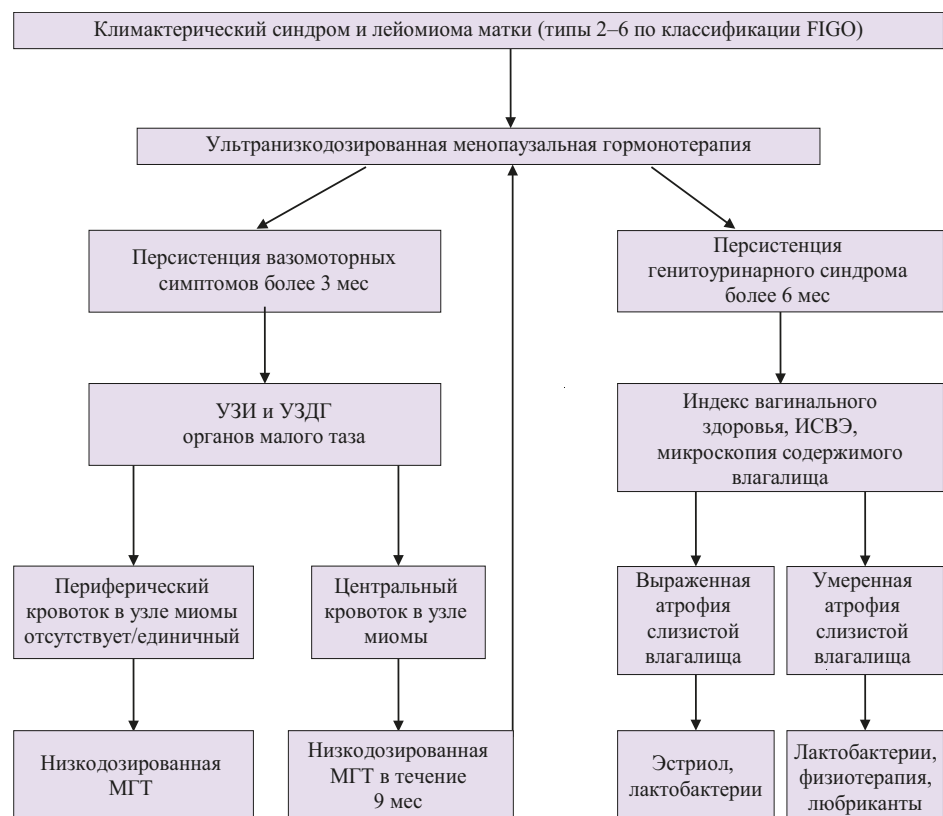 Климактерический синдром и лейомиома матки (типы 2–6 по классификации FIGO)
Ультранизкодозированная менопаузальная гормонотерапия
Персистенция вазомоторных
симптомов более 3 мес
Персистенция
генитоуринарного синдрома
более 6 мес
УЗИ и УЗДГ
органов малого таза
Индекс вагинального
здоровья, ИСВЭ,
микроскопия содержимого
влагалища
Периферический
кровоток в узле миомы
отсутствует/единичный
Центральный
кровоток в узле
миомы
Выраженная
атрофия
слизистой
влагалища
Умеренная
атрофия
слизистой
влагалища
Низкодозированная
МГТ
Низкодозированная
МГТ в течение
9 мес
Эстриол,
лактобактерии
Лактобактерии,
физиотерапия,
любриканты